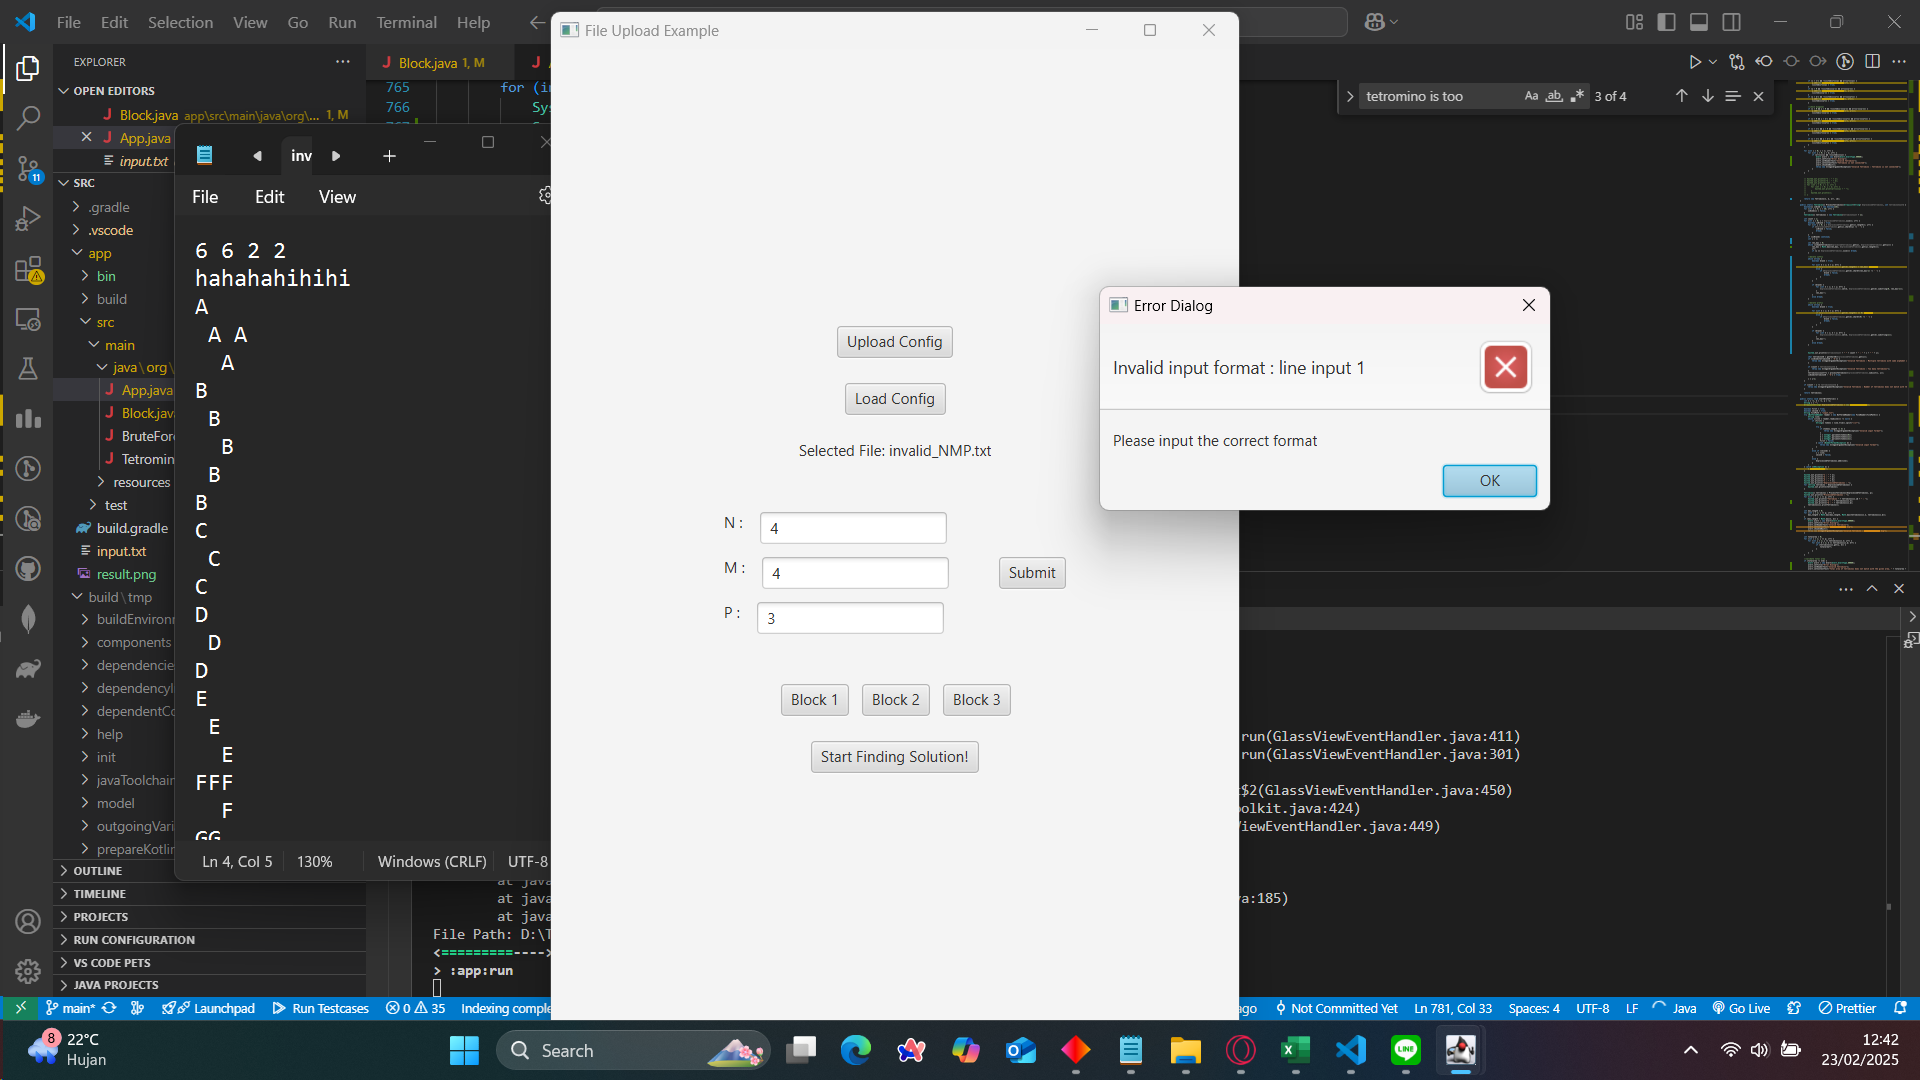 File Edit Selection View Go Run Terminal Help
File Upload Example
EXPLORER
OPEN EDITORS
Block.java app\src\main\java\org\... 1, M
App.java
input.txt
SRC
.gradle
.vscode
app
bin
build
src
main
java\org\
App.java
Block.jav
BruteFor
Tetromin
resources
test
build.gradle
input.txt
result.png
build\tmp
buildEnvironm
components
dependencie
dependencyl
dependentCo
help
init
javaToolchain
model
outgoingVari
prepareKotlin
OUTLINE
TIMELINE
PROJECTS
RUN CONFIGURATION
VS CODE PETS
JAVA PROJECTS
11
Block.java 1, M
765 for (in
766 Sys
tetromino is too Aa ab 3 of 4
inv
File Edit View
6 6 2 2
hahahahihihi
A
A A
A
B
B
B
B
B
C
C
C
D
D
D
E
E
E
FFF
F
GG
Ln 4, Col 5 130% Windows (CRLF) UTF-8
Upload Config
Load Config
Selected File: invalid_NMP.txt
N : 4
M : 4 Submit
P : 3
Block 1 Block 2 Block 3
Start Finding Solution!
Error Dialog
Invalid input format : line input 1
Please input the correct format
OK
run(GlassViewEventHandler.java:411)
run(GlassViewEventHandler.java:301)
$2(GlassViewEventHandler.java:450)
olkit.java:424)
iewEventHandler.java:449)
at java
at java a:185)
at java
File Path: D:\T
<=========---->
> :app:run
main* Launchpad Run Testcases 0 35 Indexing comple ago Not Committed Yet Ln 781, Col 33 Spaces: 4 UTF-8 LF Java Go Live Prettier
8 22°C
Hujan
Search
12:42
23/02/2025